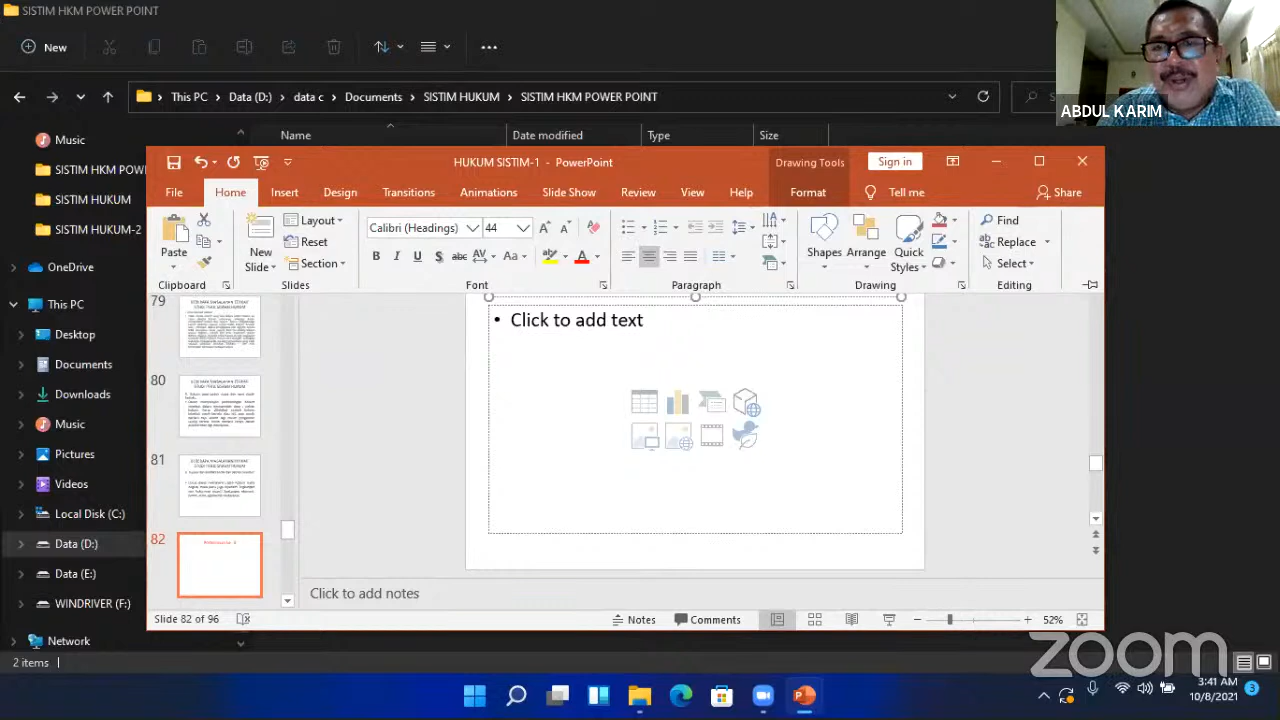 SISTIM HKM POWER POINT
New
This PC
Data (D:)
data c
Documents
SISTIM HUKUM
SISTIM HKM POWER POINT
ABDUL KARIM
Name
Date modified
Type
Size
Music
SISTIM HKM POW
SISTIM HUKUM
SISTIM HUKUM-2
OneDrive
This PC
Desktop
Documents
Downloads
Music
Pictures
Videos
Local Disk (C:)
Data (D:)
Data (E:)
WINDRIVER (F:)
Network
2 items
HUKUM SISTIM-1 - PowerPoint
Drawing Tools
Sign in
File
Home
Insert
Design
Transitions
Animations
Slide Show
Review
View
Help
Format
Tell me
Share
Paste
Clipboard
New Slide
Layout
Reset
Section
Slides
Calibri (Headings)
44
B I U S abc AV Aa A
Font
Paragraph
Shapes
Arrange
Quick Styles
Drawing
Find
Replace
Select
Editing
79
80
81
82
• Click to add text
Click to add notes
Slide 82 of 96
Notes
Comments
52%
zoom
3:41 AM
10/8/2021
3